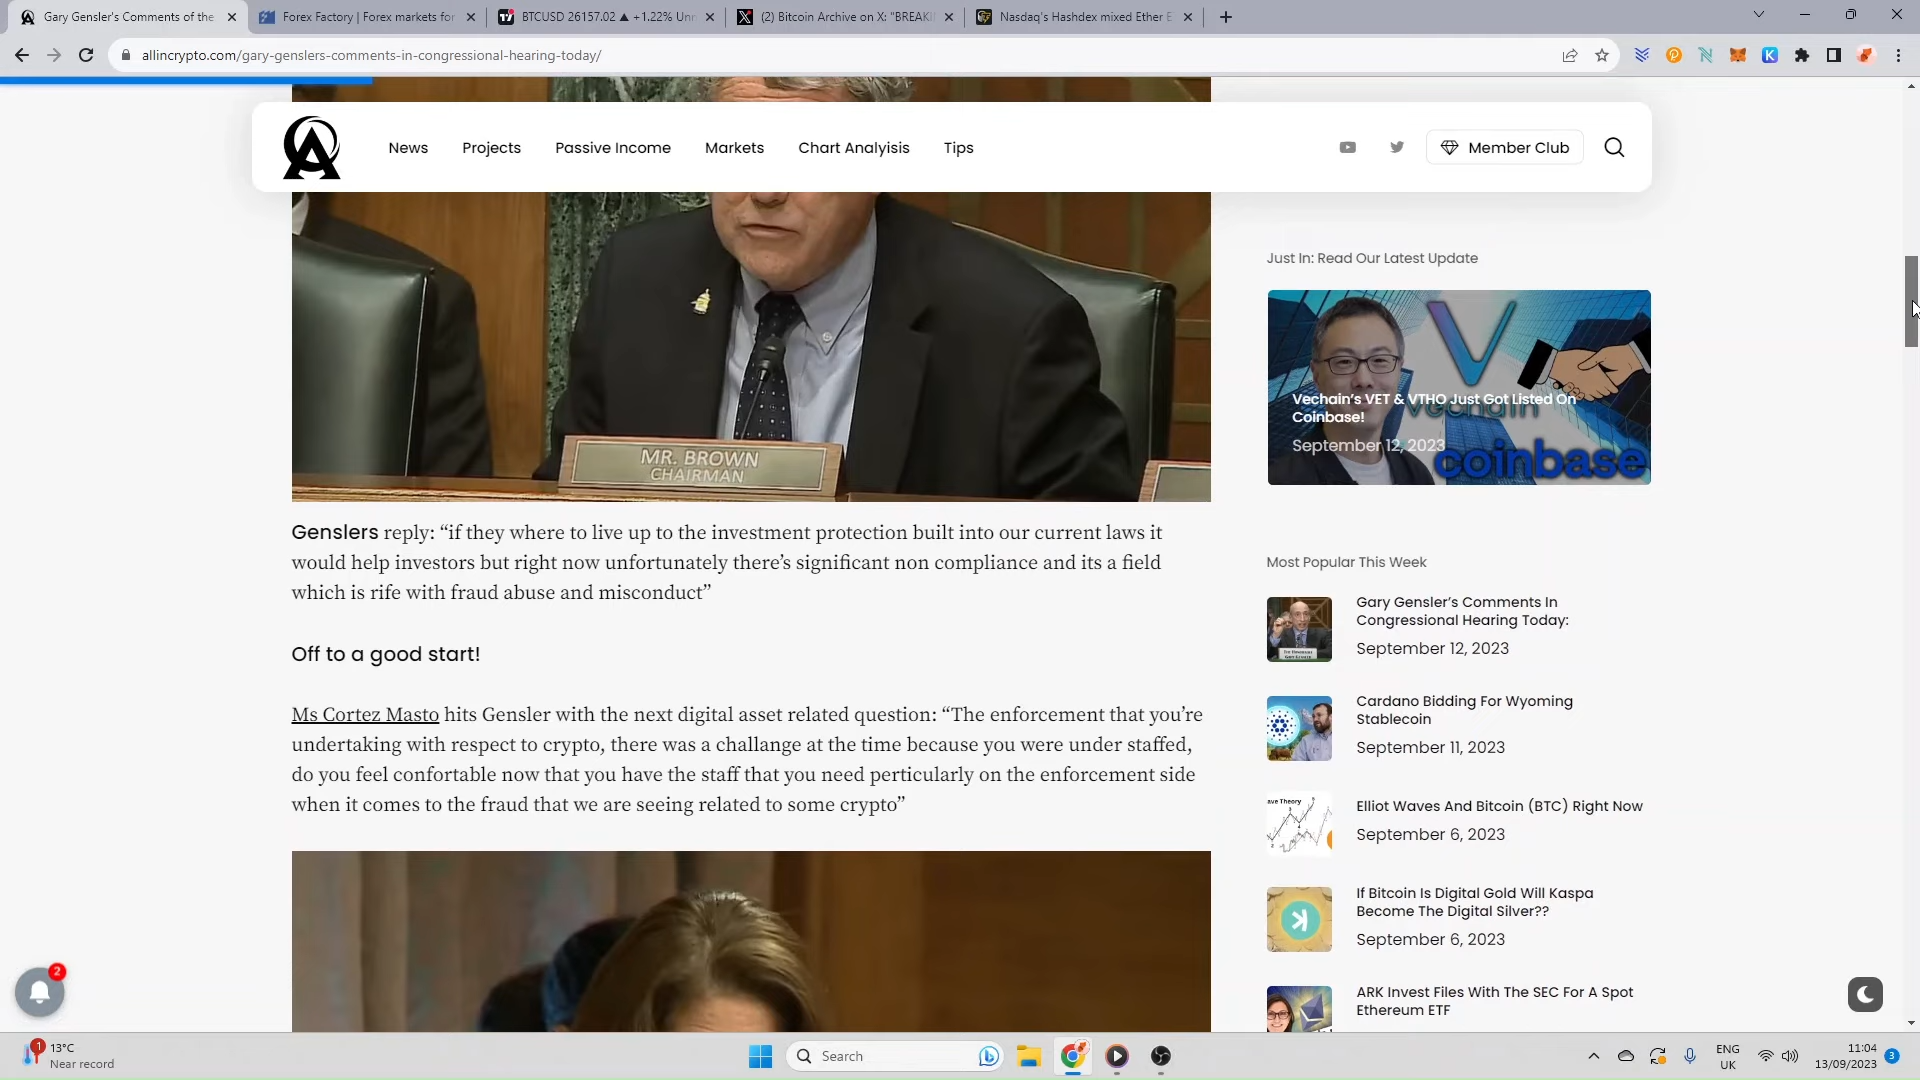 Gary Gensler's Comments of the
Forex Factory | Forex markets for
BTCUSD 26157.02 ▲ +1.22% Unn
(2) Bitcoin Archive on X: "BREAKI
Nasdaq's Hashdex mixed Ether E
allincrypto.com/gary-genslers-comments-in-congressional-hearing-today/
News
Projects
Passive Income
Markets
Chart Analyisis
Tips
Member Club
MR. BROWN
CHAIRMAN
Genslers reply: “if they where to live up to the investment protection built into our current laws it
would help investors but right now unfortunately there’s significant non compliance and its a field
which is rife with fraud abuse and misconduct”
Off to a good start!
Ms Cortez Masto hits Gensler with the next digital asset related question: “The enforcement that you’re
undertaking with respect to crypto, there was a challange at the time because you were under staffed,
do you feel confortable now that you have the staff that you need perticularly on the enforcement side
when it comes to the fraud that we are seeing related to some crypto”
Just In: Read Our Latest Update
Vechain’s VET & VTHO Just Got Listed On
Coinbase!
vechain
September 12, 2023
coinbase
Most Popular This Week
Gary Gensler’s Comments In
Congressional Hearing Today:
September 12, 2023
Cardano Bidding For Wyoming
Stablecoin
September 11, 2023
ave Theory
Elliot Waves And Bitcoin (BTC) Right Now
September 6, 2023
If Bitcoin Is Digital Gold Will Kaspa
Become The Digital Silver??
September 6, 2023
ARK Invest Files With The SEC For A Spot
Ethereum ETF
2
1
13°C
Near record
Search
ENG
UK
11:04
13/09/2023
3